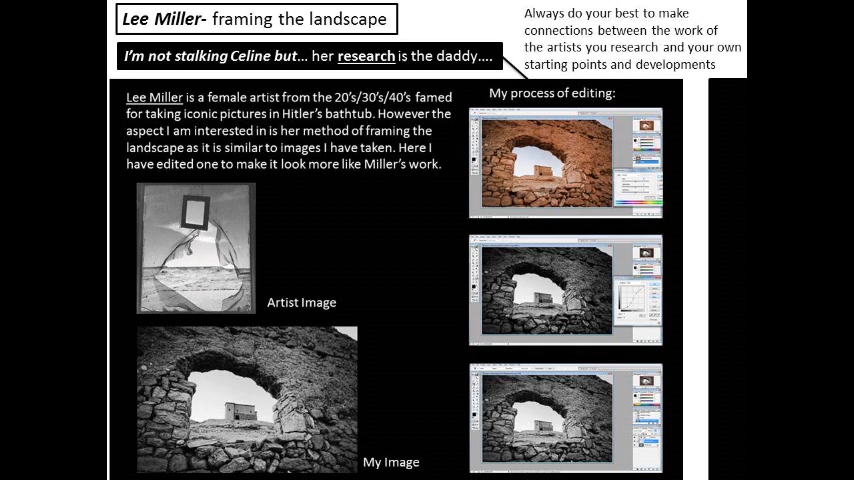 Lee Miller- framing the landscape
I'm not stalking Celine but... her research is the daddy....
Always do your best to make
connections between the work of
the artists you research and your own
starting points and developments
Lee Miller is a female artist from the 20's/30's/40's famed
for taking iconic pictures in Hitler's bathtub. However the
aspect I am interested in is her method of framing the
landscape as it is similar to images I have taken. Here I
have edited one to make it look more like Miller's work.
Artist Image
My Image
My process of editing: